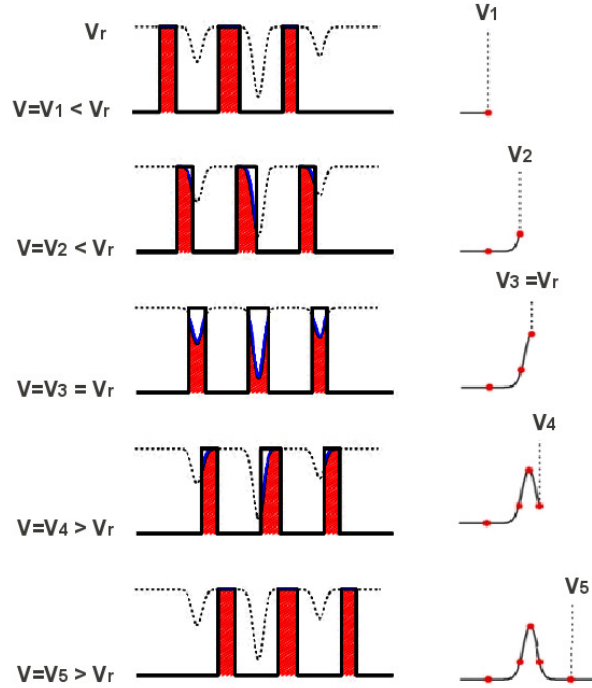 Vr
V1
V=V1 < Vr
V2
V=V2 < Vr
V3 =Vr
V=V3 = Vr
V4
V=V4 > Vr
V5
V=V5 > Vr